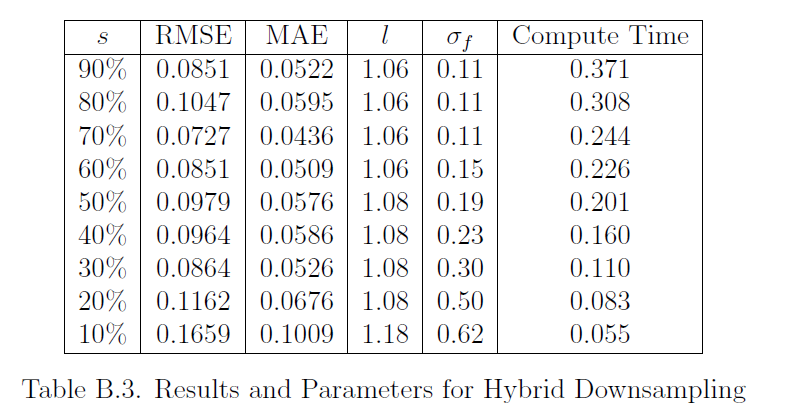 s RMSE MAE l σf Compute Time
90% 0.0851 0.0522 1.06 0.11 0.371
80% 0.1047 0.0595 1.06 0.11 0.308
70% 0.0727 0.0436 1.06 0.11 0.244
60% 0.0851 0.0509 1.06 0.15 0.226
50% 0.0979 0.0576 1.08 0.19 0.201
40% 0.0964 0.0586 1.08 0.23 0.160
30% 0.0864 0.0526 1.08 0.30 0.110
20% 0.1162 0.0676 1.08 0.50 0.083
10% 0.1659 0.1009 1.18 0.62 0.055
Table B.3. Results and Parameters for Hybrid Downsampling